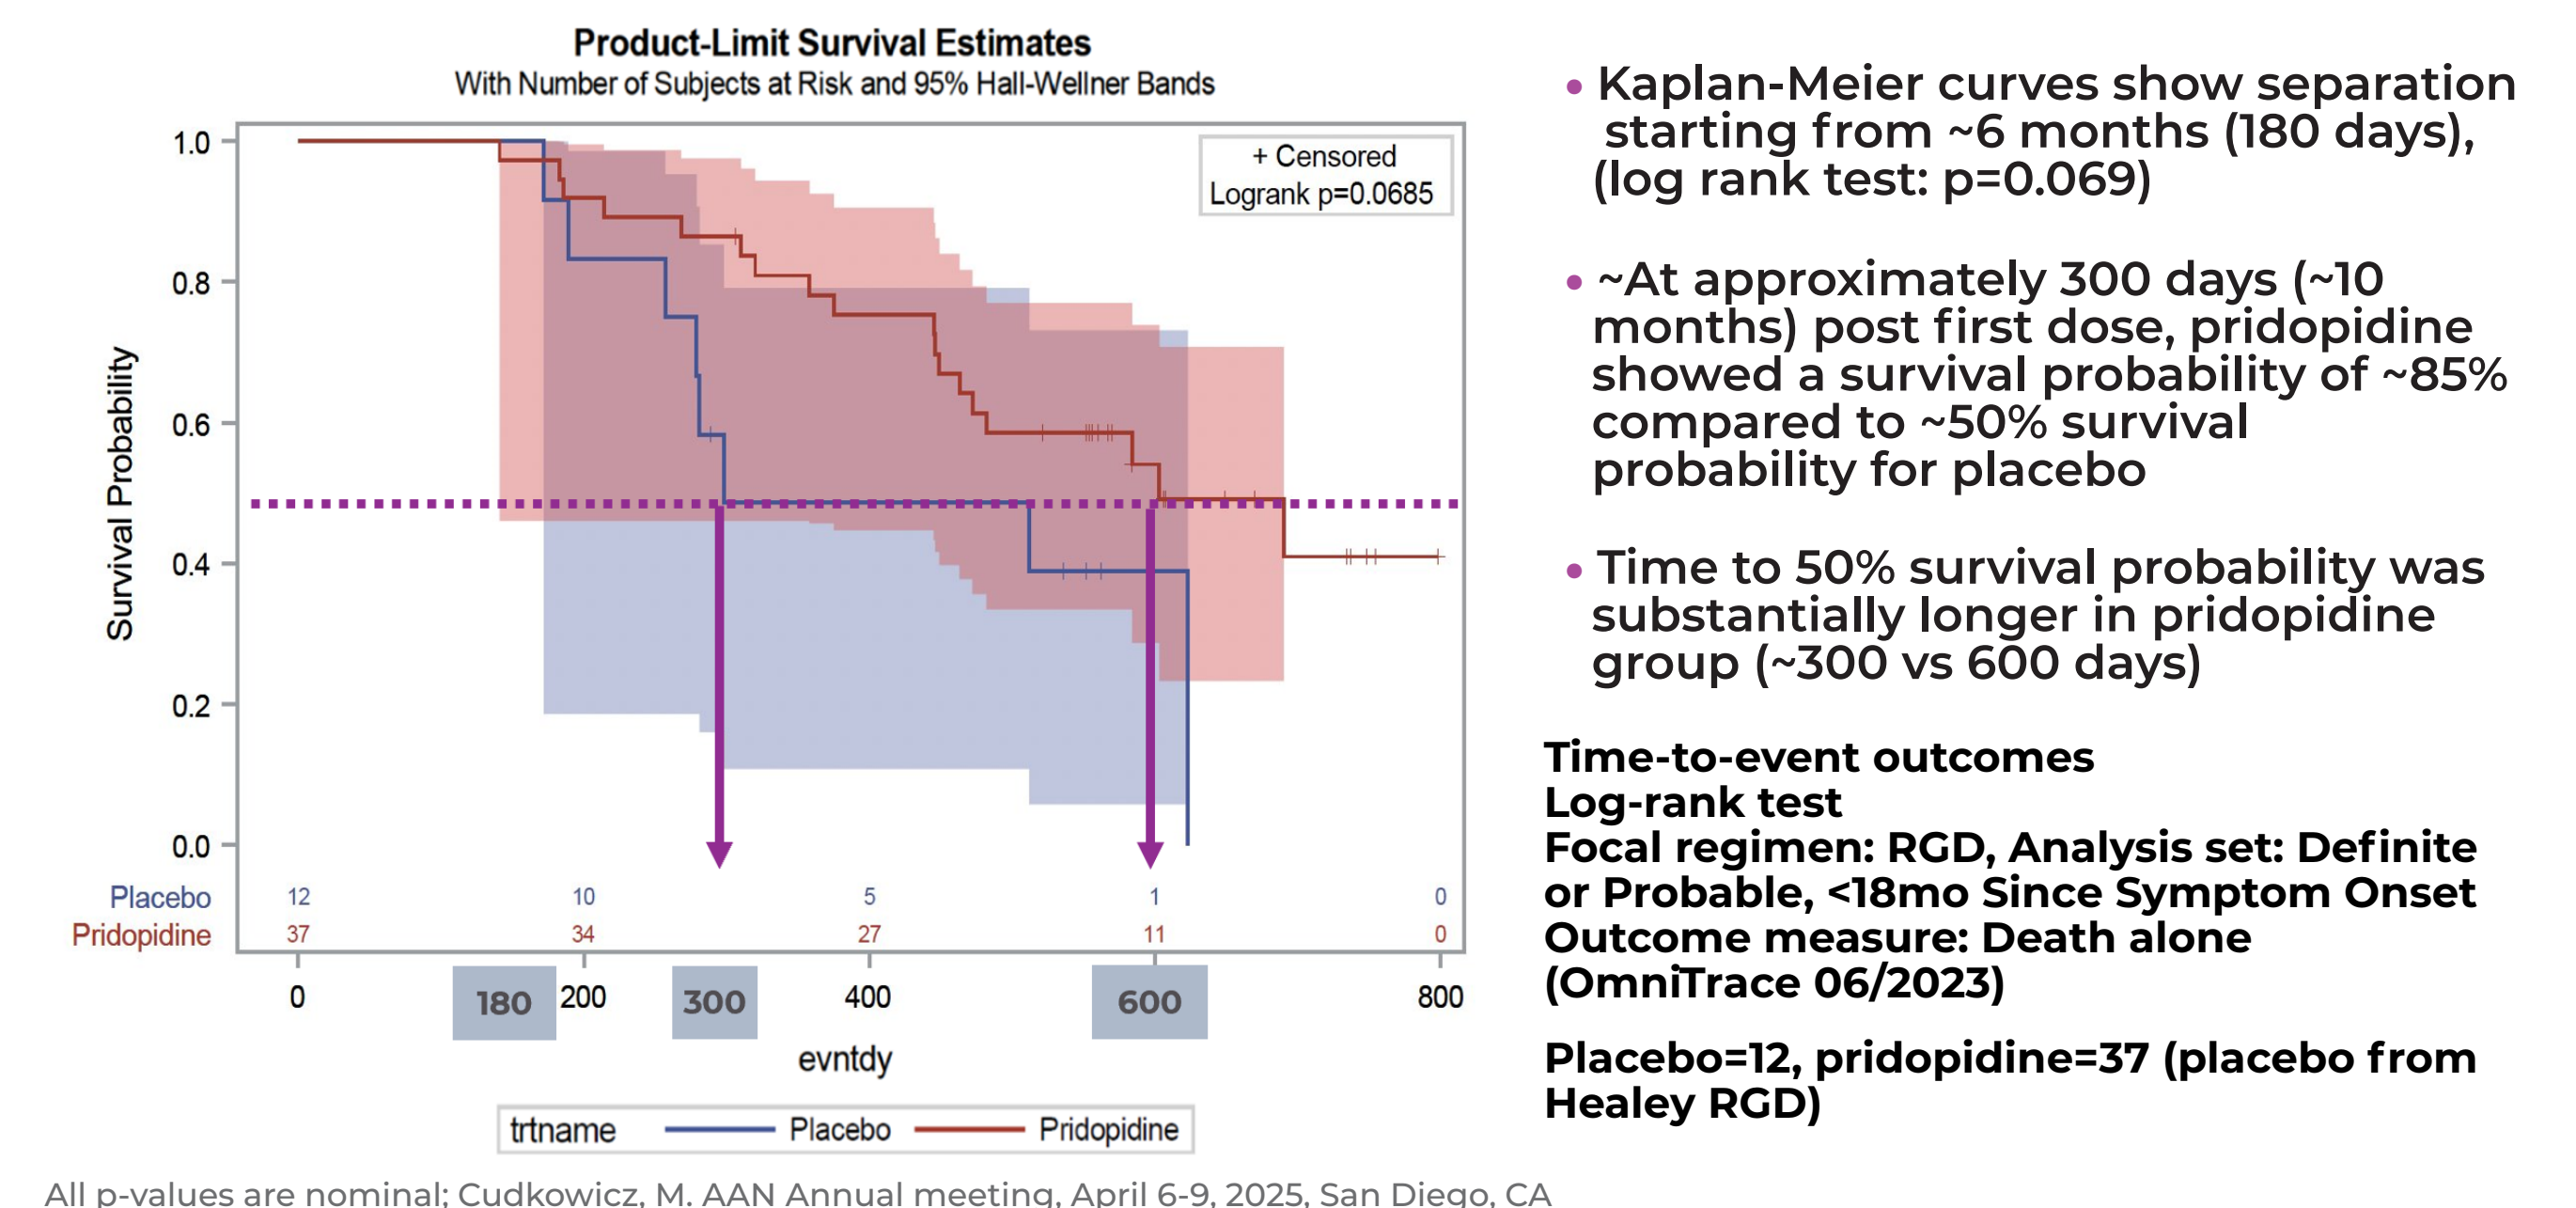 Product-Limit Survival Estimates
With Number of Subjects at Risk and 95% Hall-Wellner Bands
+ Censored
Logrank p=0.0685
Survival Probability
1.0
0.8
0.6
0.4
0.2
0.0
Placebo 12 10 5 1 0
Pridopidine 37 34 27 11 0
0 180 200 300 400 600 800
evntdy
trtname Placebo Pridopidine
• Kaplan-Meier curves show separation
starting from ~6 months (180 days),
(log rank test: p=0.069)
• ~At approximately 300 days (~10
months) post first dose, pridopidine
showed a survival probability of ~85%
compared to ~50% survival
probability for placebo
• Time to 50% survival probability was
substantially longer in pridopidine
group (~300 vs 600 days)
Time-to-event outcomes
Log-rank test
Focal regimen: RGD, Analysis set: Definite
or Probable, <18mo Since Symptom Onset
Outcome measure: Death alone
(OmniTrace 06/2023)
Placebo=12, pridopidine=37 (placebo from
Healey RGD)
All p-values are nominal; Cudkowicz, M. AAN Annual meeting, April 6-9, 2025, San Diego, CA